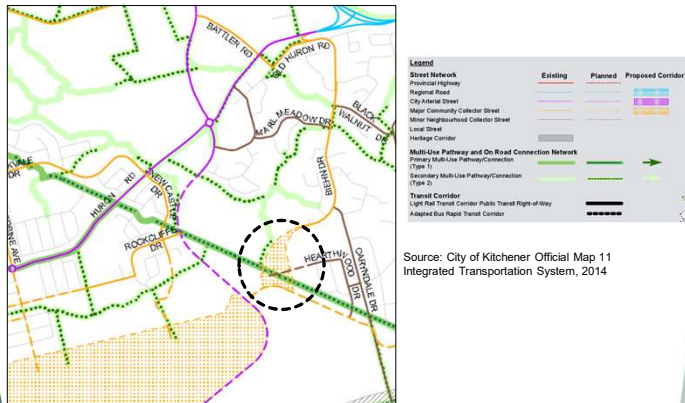 BATTLER RD
OLD HURON RD
BLACK
WALNUT DR
MARL MEADOW DR
BIEHN DR
DR
NEWCASTLE
DR
HURON RD
ROCKCLIFFE
DR
HEARTHWOOD
DR
CARYNDALE DR
AVE
Legend
Street Network Existing Planned Proposed Corridor
Provincial Highway
Regional Road
City Arterial Street
Major Community Collector Street
Minor Neighbourhood Collector Street
Local Street
Heritage Corridor
Multi-Use Pathway and On Road Connection Network
Primary Multi-Use Pathway/Connection
(Type 1)
Secondary Multi-Use Pathway/Connection
(Type 2)
Transit Corridor
Light Rail Transit Corridor Public Transit Right-of-Way
Adapted Bus Rapid Transit Corridor
Source: City of Kitchener Official Map 11
Integrated Transportation System, 2014